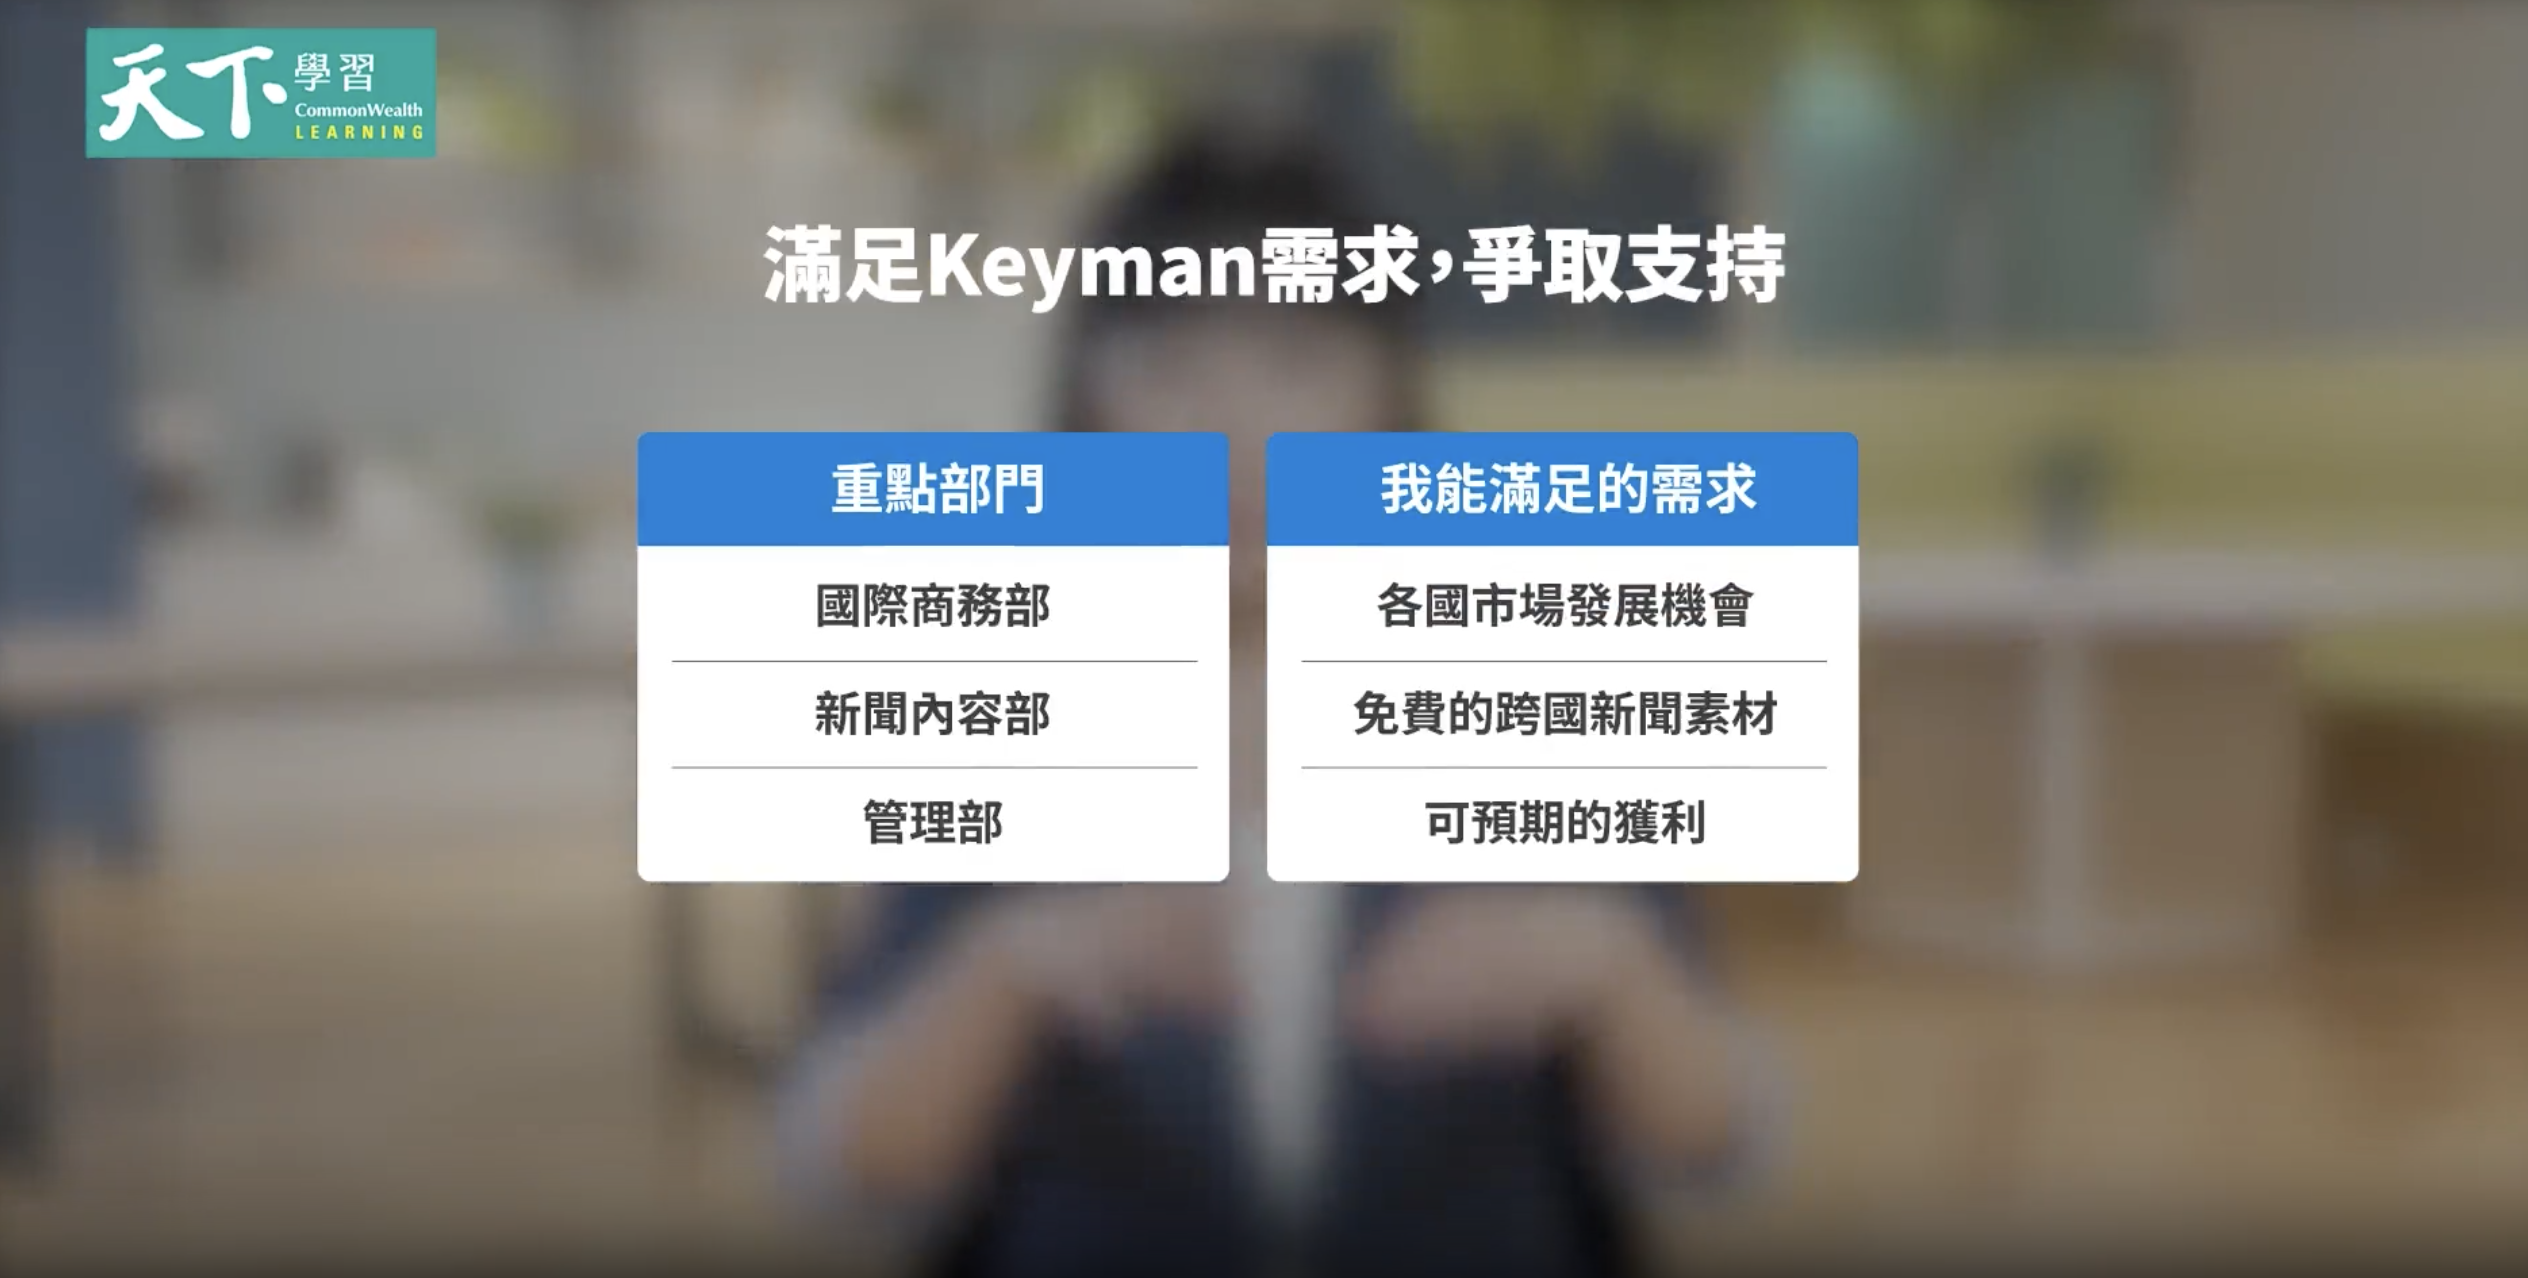 天下學習
CommonWealth
LEARNING
滿足Keyman需求，爭取支持
重點部門
我能滿足的需求
國際商務部
各國市場發展機會
新聞內容部
免費的跨國新聞素材
管理部
可預期的獲利